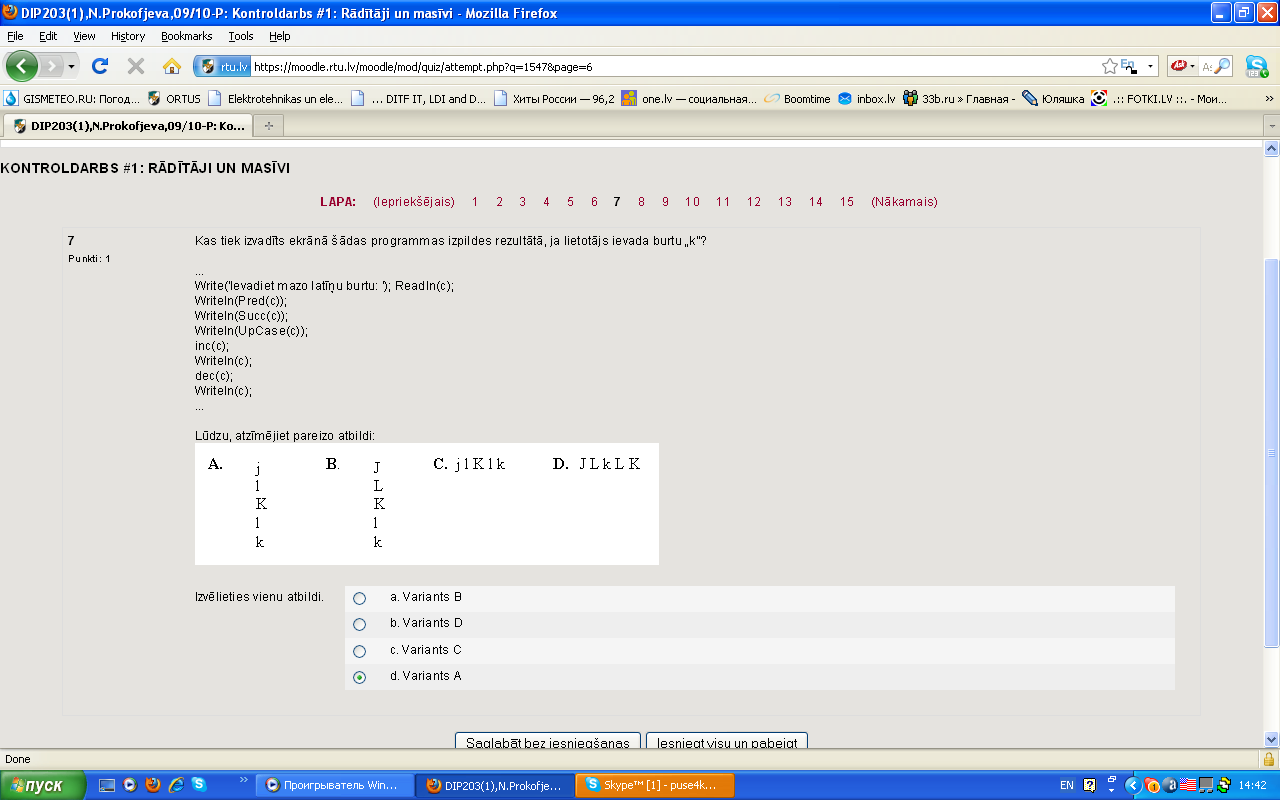 DIP203(1),N.Prokofjeva,09/10-P: Kontroldarbs #1: Rādītāji un masīvi - Mozilla Firefox
File Edit View History Bookmarks Tools Help
rtu.lv https://moodle.rtu.lv/moodle/mod/quiz/attempt.php?q=1547&page=6
GISMETEO.RU: Погод... ORTUS Elektrotehnikas un ele... ... DITF IT, LDI and D... Хиты России — 96,2 one.lv — социальная... Boomtime inbox.lv 33b.ru » Главная - Юляшка .:: FOTKI.LV ::. - Мои... »
DIP203(1),N.Prokofjeva,09/10-P: Ko...
KONTROLDARBS #1: RĀDĪTĀJI UN MASĪVI
LAPA: (Iepriekšējais) 1 2 3 4 5 6 7 8 9 10 11 12 13 14 15 (Nākamais)
7
Punkti: 1
Kas tiek izvadīts ekrānā šādas programmas izpildes rezultātā, ja lietotājs ievada burtu „k"?
...
Write('Ievadiet mazo latīņu burtu: '); Readln(c);
Writeln(Pred(c));
Writeln(Succ(c));
Writeln(UpCase(c));
inc(c);
Writeln(c);
dec(c);
Writeln(c);
...
Lūdzu, atzīmējiet pareizo atbildi:
A. j B. J C. j l K l k D. J L k L K
l L
K K
l l
k k
Izvēlieties vienu atbildi.
a. Variants B
b. Variants D
c. Variants C
d. Variants A
Saglabāt bez iesniegšanas Iesniegt visu un pabeigt
Done
пуск » Проигрыватель Win... DIP203(1),N.Prokofje... Skype™ [1] - puse4k... EN 14:42